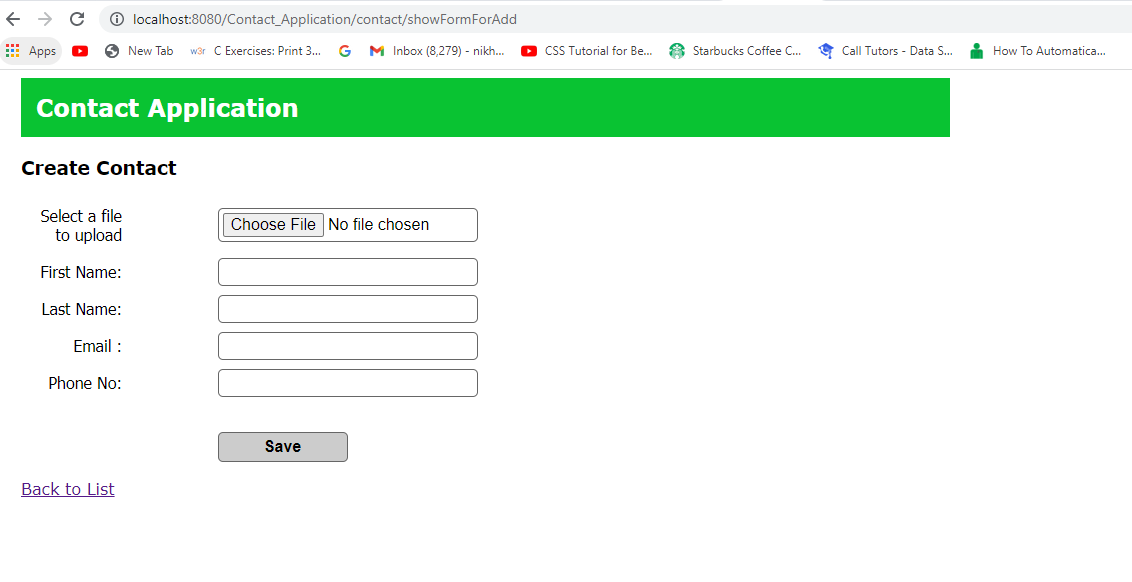 localhost:8080/Contact_Application/contact/showFormForAdd
Apps New Tab w3r C Exercises: Print 3... Inbox (8,279) - nikh... CSS Tutorial for Be... Starbucks Coffee C... Call Tutors - Data S... How To Automatica...
Contact Application
Create Contact
Select a file
to upload
Choose File No file chosen
First Name:
Last Name:
Email :
Phone No:
Save
Back to List